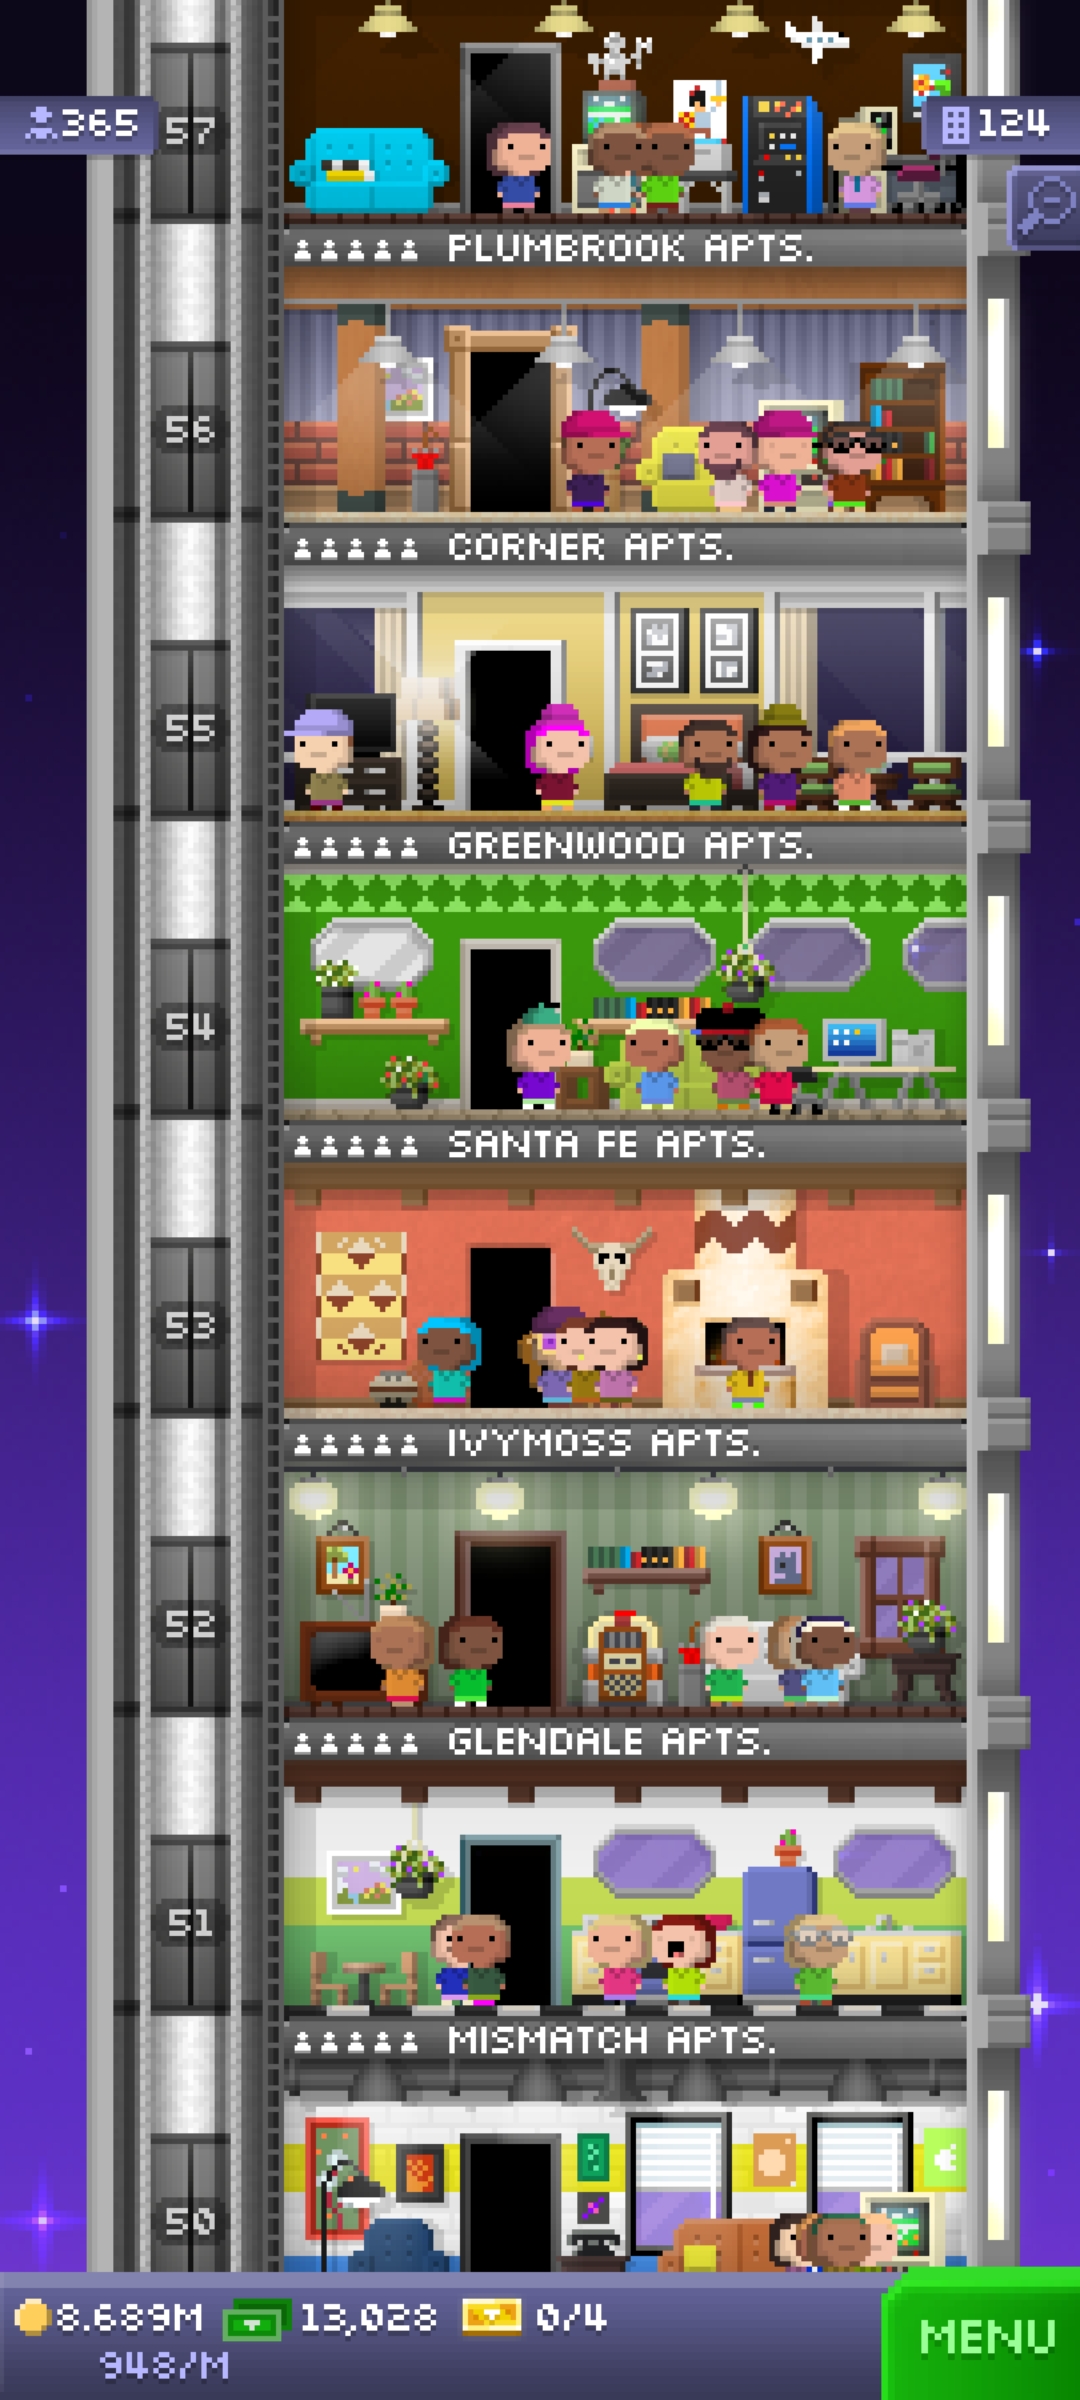 365
57
124
PLUMBROOK APTS.
56
CORNER APTS.
55
GREENWOOD APTS.
54
SANTA FE APTS.
53
IVYMOSS APTS.
52
GLENDALE APTS.
51
MISMATCH APTS.
50
8.689M 13,028 0/4
948/M
MENU